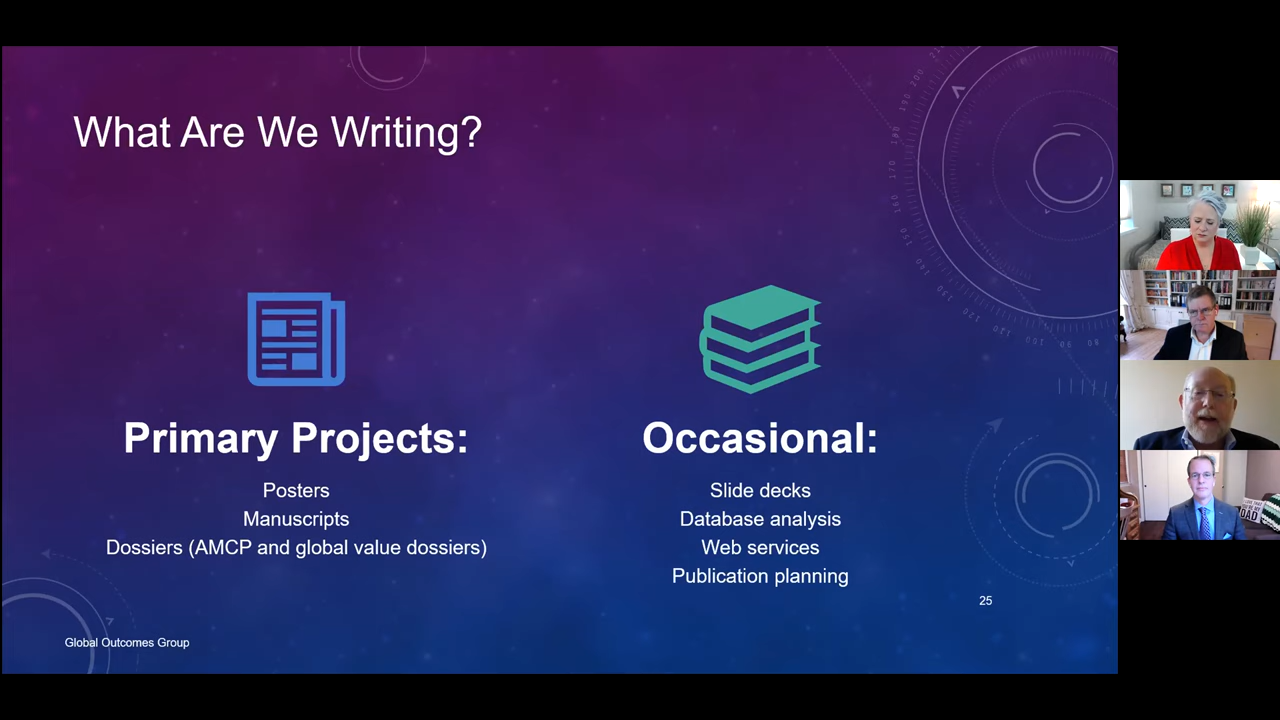 What Are We Writing?
Primary Projects:
Posters
Manuscripts
Dossiers (AMCP and global value dossiers)
Occasional:
Slide decks
Database analysis
Web services
Publication planning
25
Global Outcomes Group